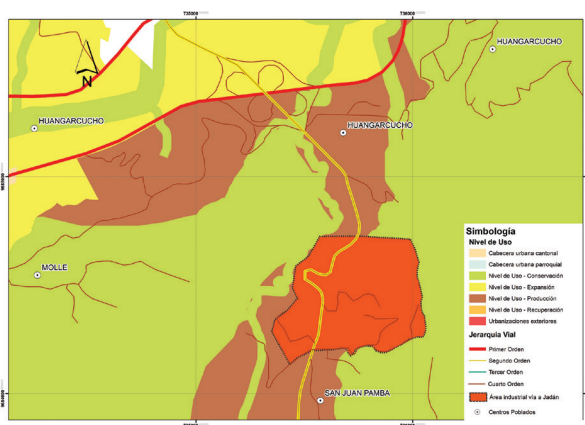 735000
HUANGARCUCHO
N
HUANGARCUCHO
HUANGARCUCHO
MOLLE
SAN JUAN PAMBA
Simbología
Nivel de Uso
Cabecera urbana cantonal
Cabecera urbana parroquial
Nivel de Uso - Conservación
Nivel de Uso - Expansión
Nivel de Uso - Producción
Nivel de Uso - Recuperación
Urbanizaciones exteriores
Jerarquía Vial
Primer Orden
Segundo Orden
Tercer Orden
Cuarto Orden
Área industrial vía a Jadán
Centros Poblados